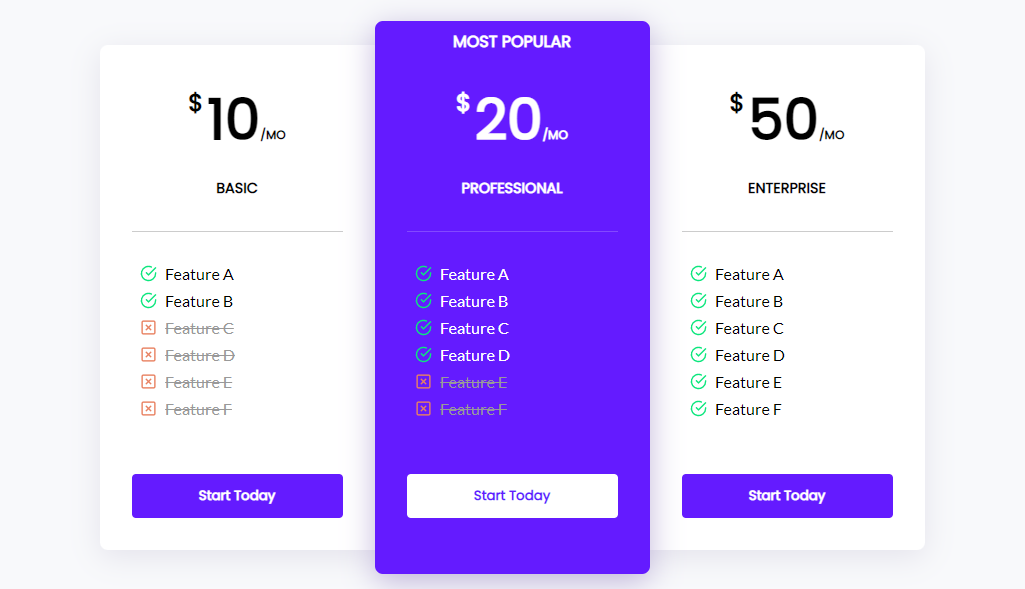 $10/MO
BASIC
Feature A
Feature B
Feature C
Feature D
Feature E
Feature F
Start Today
MOST POPULAR
$20/MO
PROFESSIONAL
Feature A
Feature B
Feature C
Feature D
Feature E
Feature F
Start Today
$50/MO
ENTERPRISE
Feature A
Feature B
Feature C
Feature D
Feature E
Feature F
Start Today